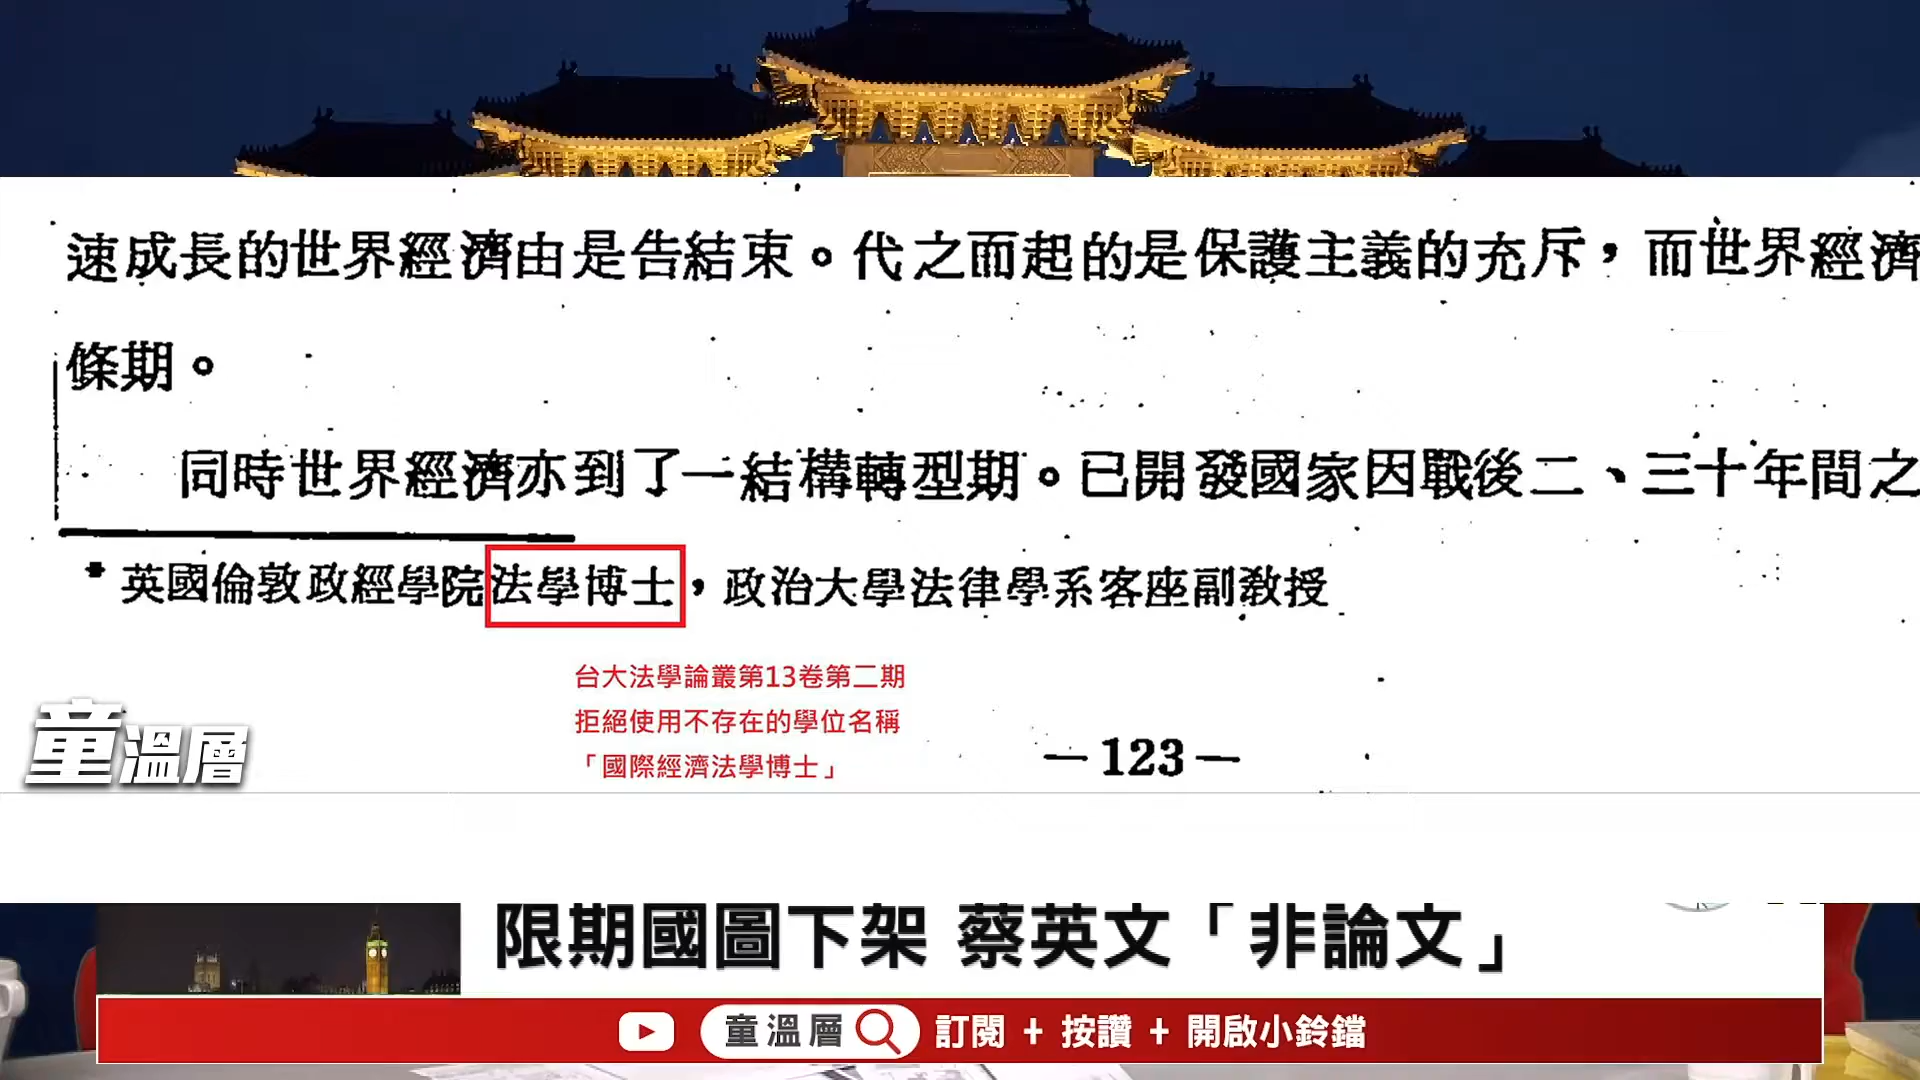 速成長的世界經濟由是告結束。代之而起的是保護主義的充斥,而世界經濟
條期。
同時世界經濟亦到了一結構轉型期。已開發國家因戰後二、三十年間之
*英國倫敦政經學院法學博士,政治大學法律學系客座副教授
台大法學論叢第13卷第二期
拒絕使用不存在的學位名稱
「國際經濟法學博士」
—123—
童溫層
限期國圖下架 蔡英文「非論文」
童溫層 訂閱 + 按讚 + 開啟小鈴鐺